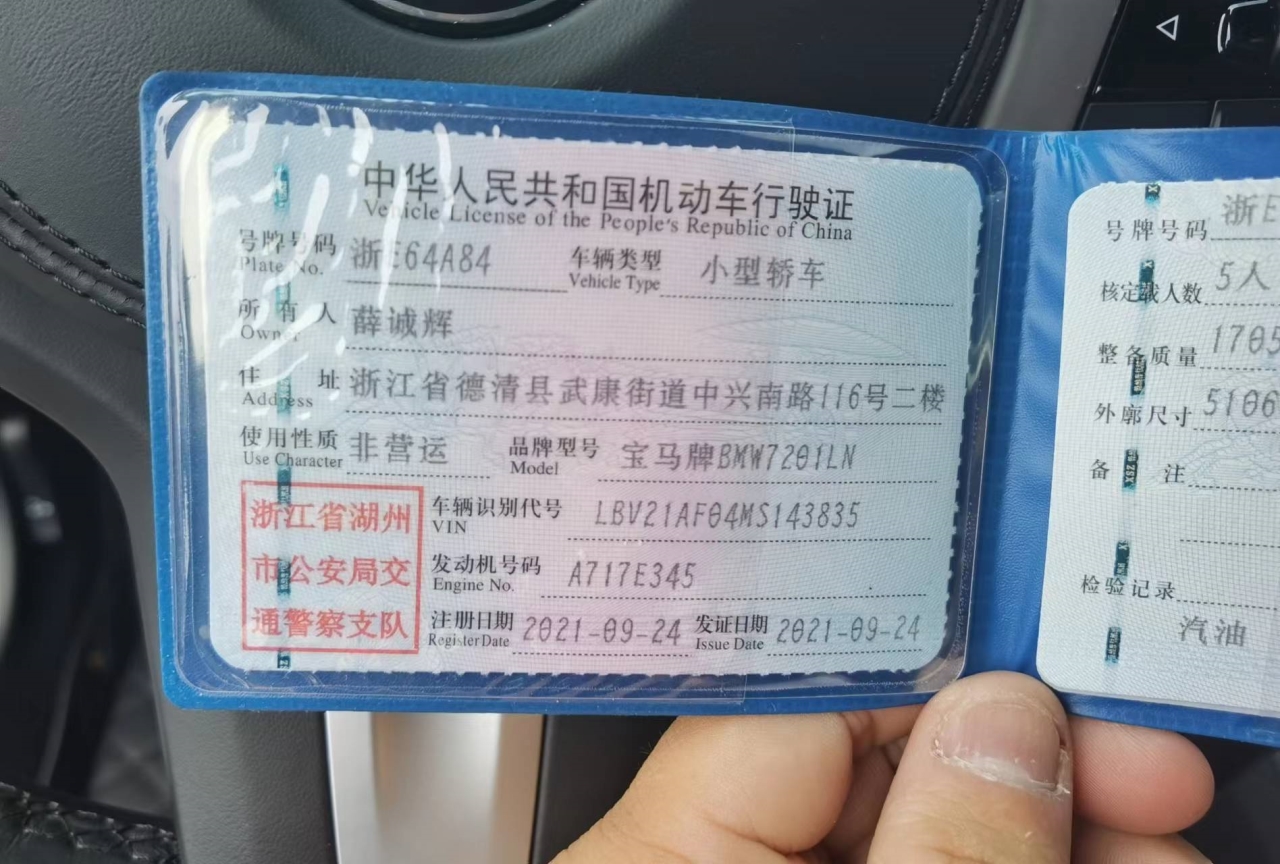 中华人民共和国机动车行驶证
Vehicle License of the People's Republic of China
号牌号码 浙E64A84 车辆类型 小型轿车
Plate No. Vehicle Type
所有人 薛诚辉
Owner
住址 浙江省德清县武康街道中兴南路116号二楼
Address
使用性质 非营运 品牌型号 宝马牌BMW7201LN
Use Character Model
浙江省湖州
市公安局交
通警察支队
车辆识别代号 LBV21AF04MS143835
VIN
发动机号码 A717E345
Engine No.
注册日期 2021-09-24 发证日期 2021-09-24
Register Date Issue Date
号牌号码 浙E
核定载人数 5人
整备质量 1705
外廓尺寸 5106
备注
检验记录
汽油